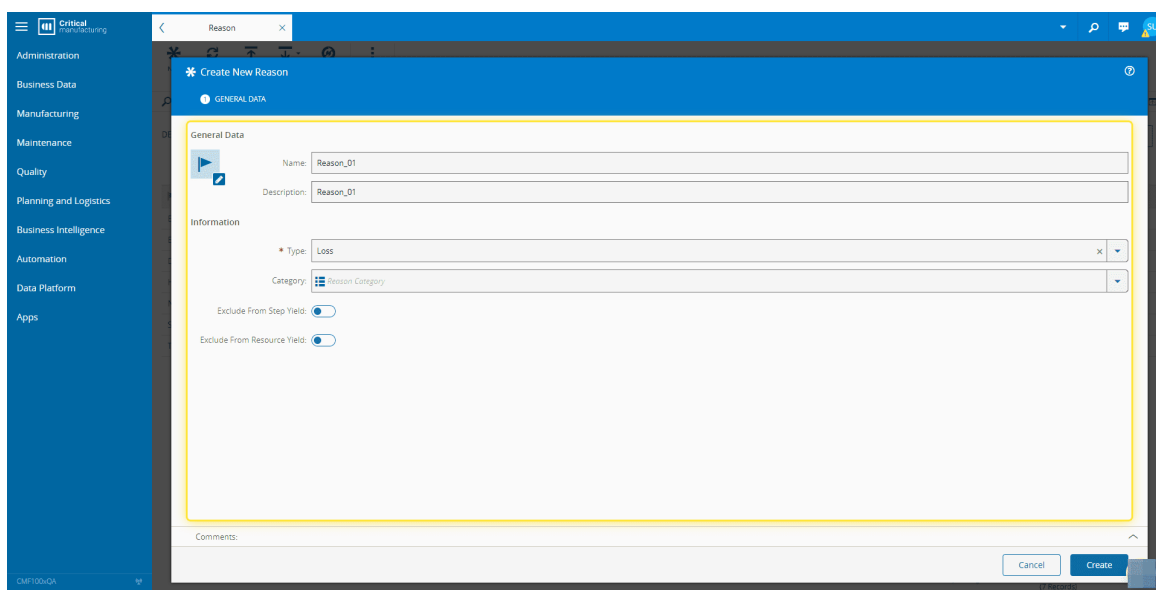 Critical
manufacturing
Reason
SU
Administration
Business Data
Manufacturing
Maintenance
Quality
Planning and Logistics
Business Intelligence
Automation
Data Platform
Apps
CMF100xQA
Create New Reason
1 GENERAL DATA
General Data
Name: Reason_01
Description: Reason_01
Information
* Type: Loss
Category: Reason Category
Exclude From Step Yield:
Exclude From Resource Yield:
Comments:
Cancel
Create